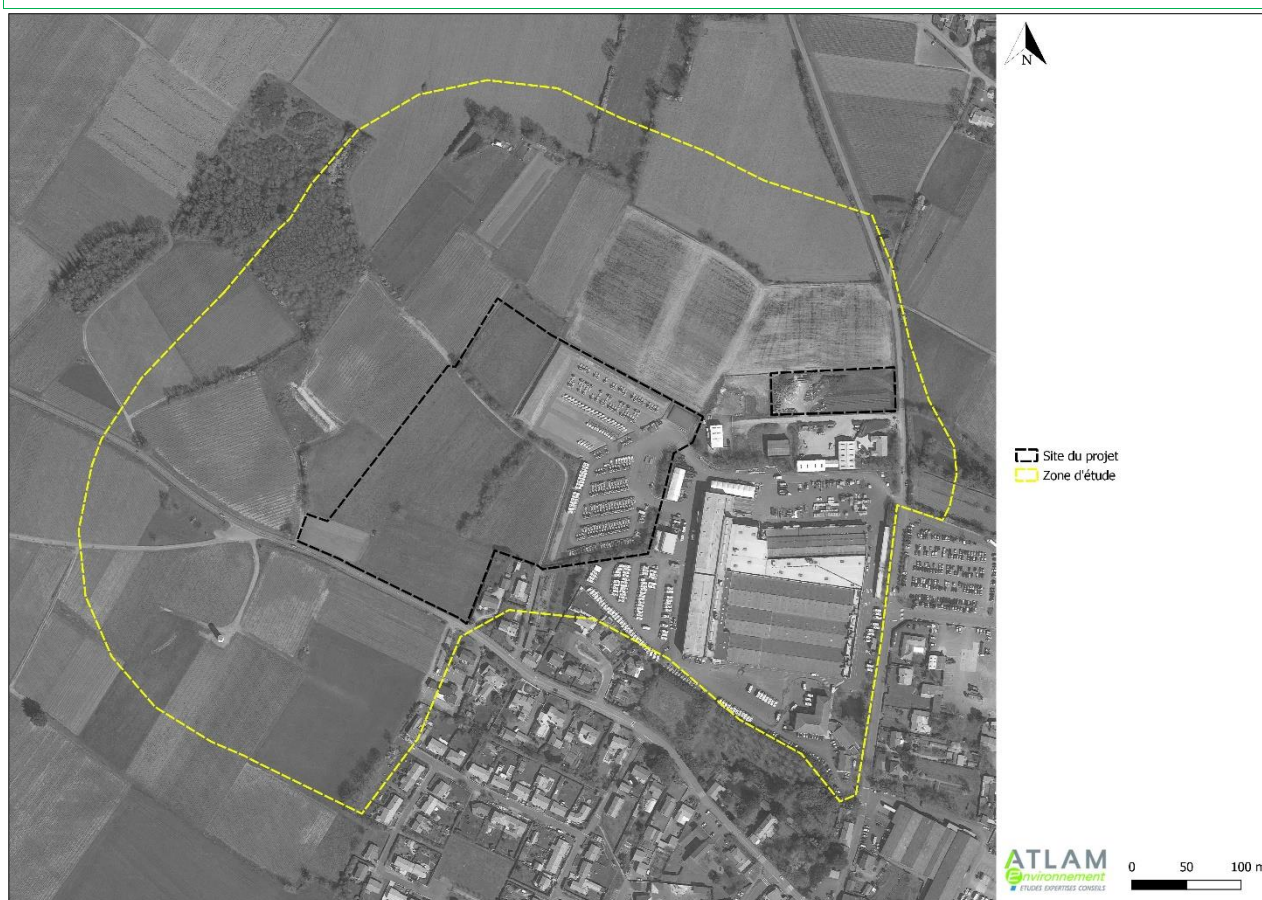 N
Site du projet
Zone d'étude
ATLAM
Environnement
ETUDES EXPERTISES CONSEILS
0 50 100 m